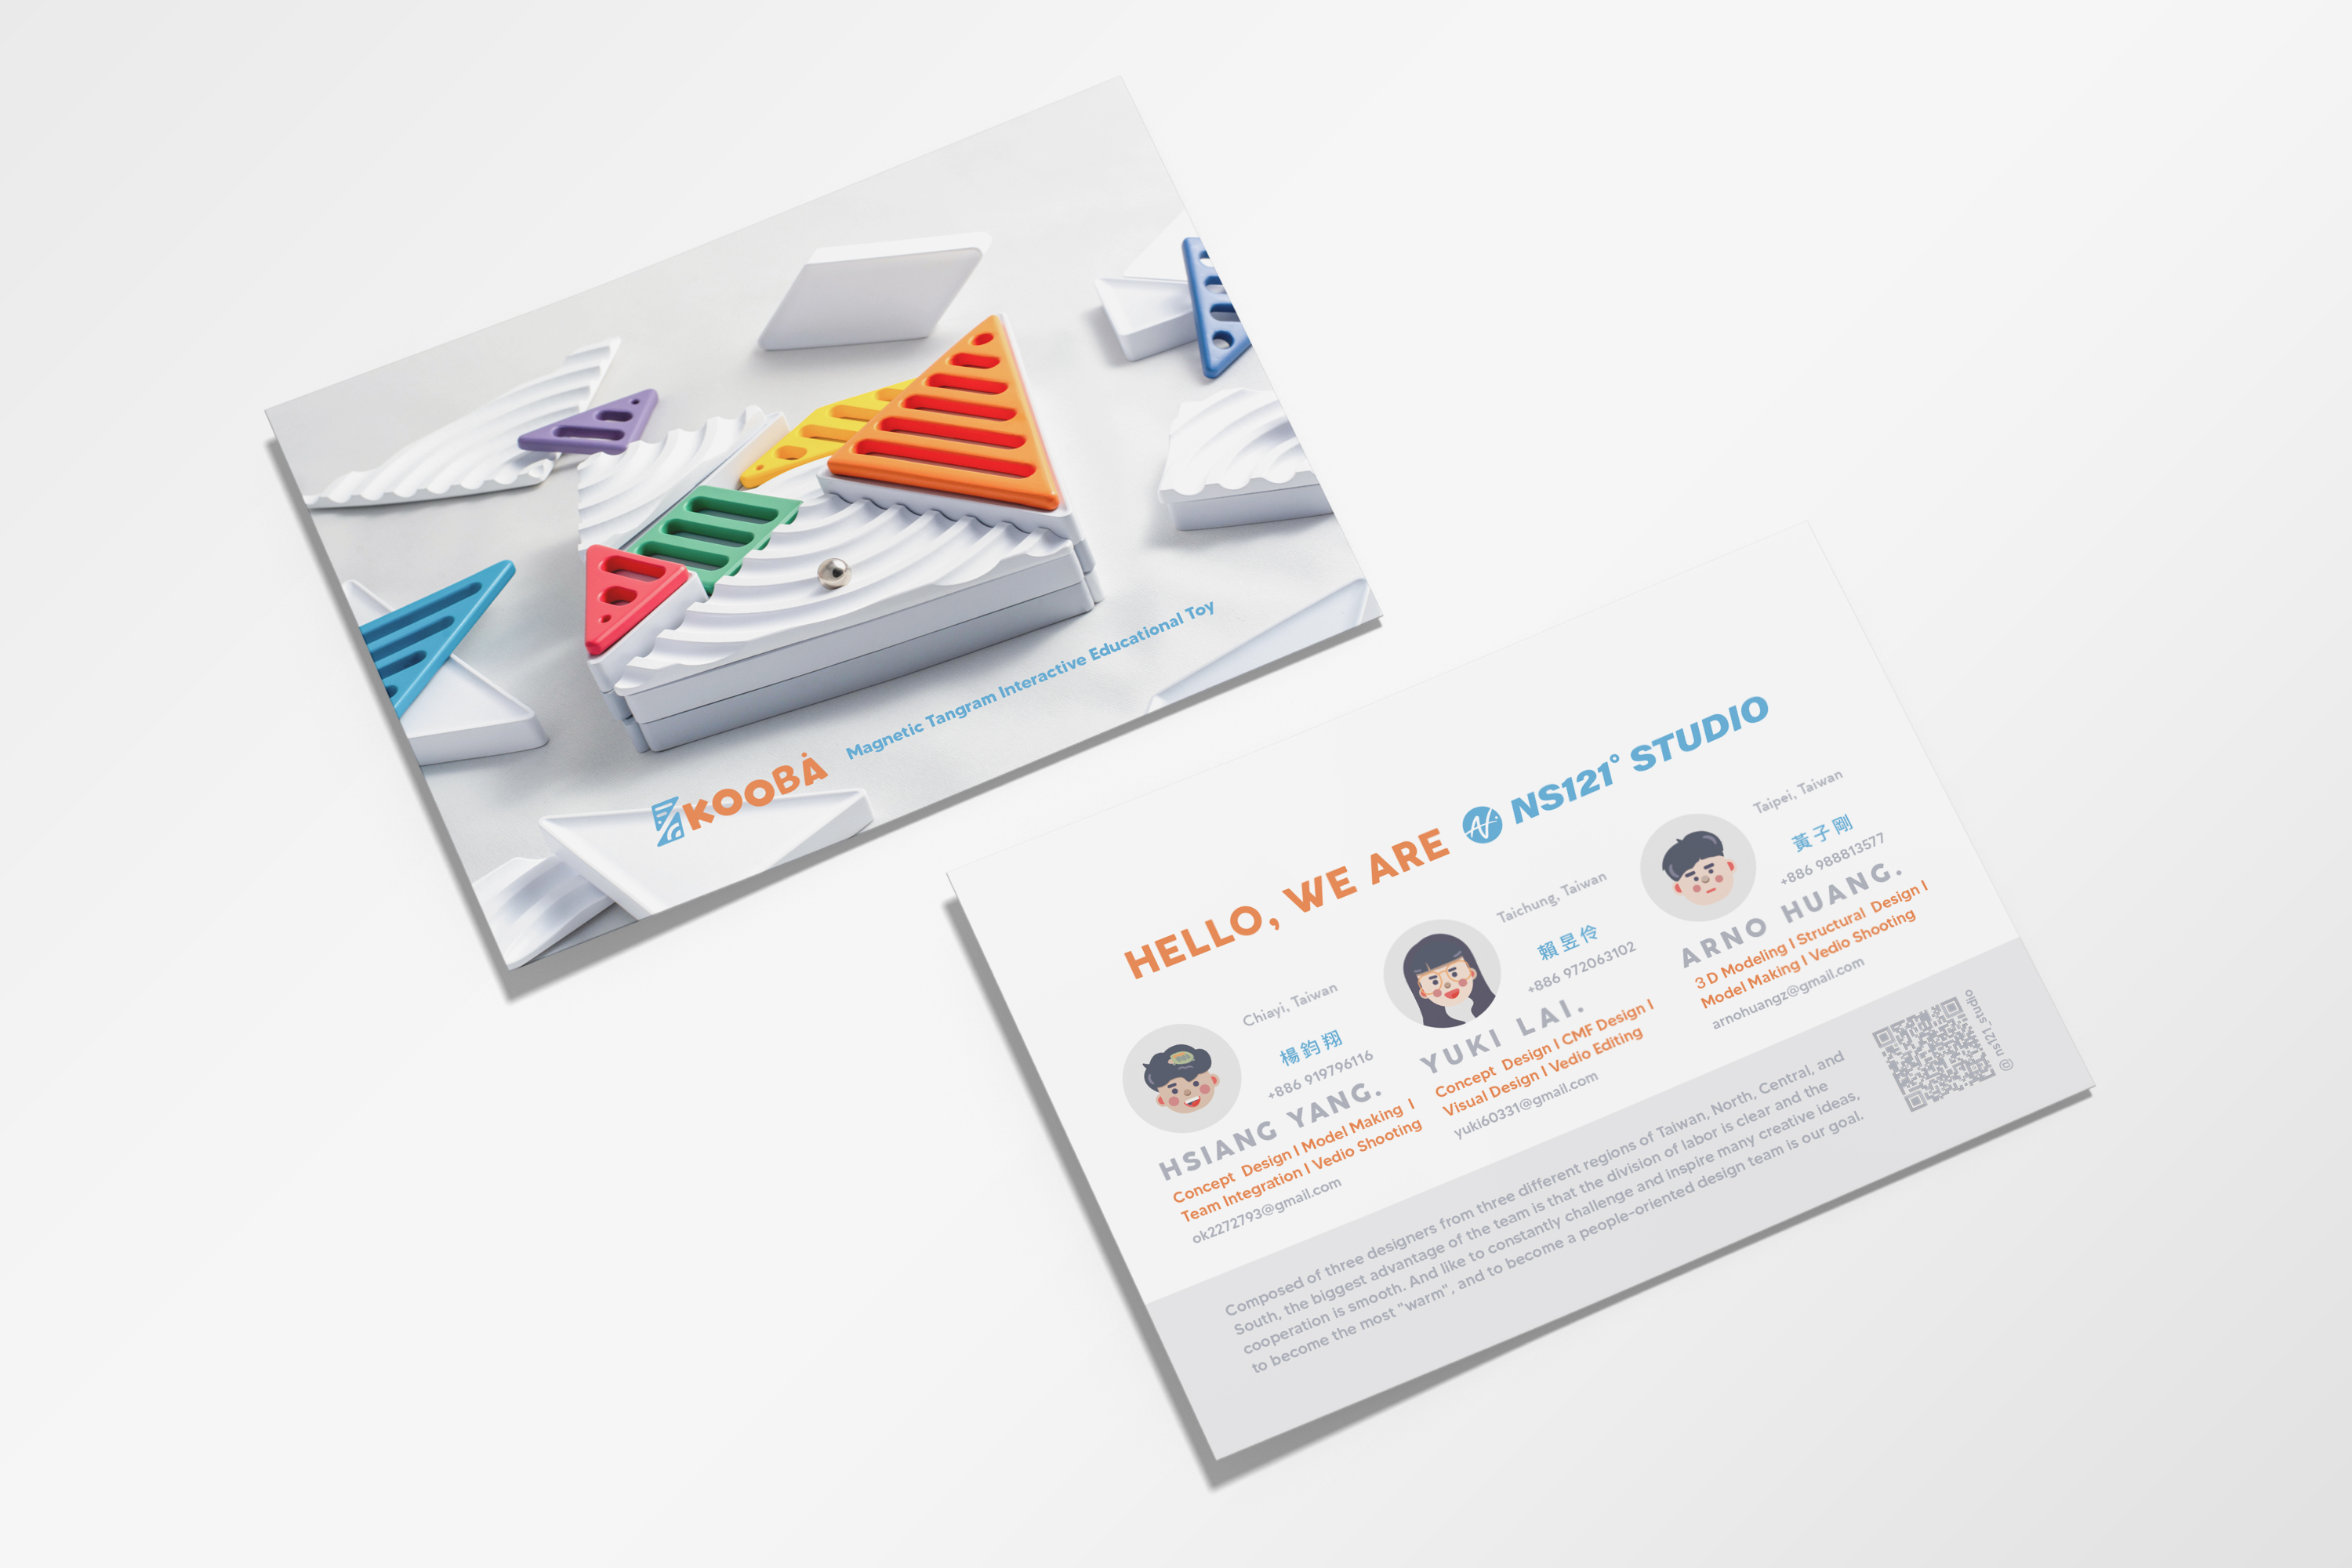 KOOBA
Magnetic Tangram Interactive Educational Toy
HELLO, WE ARE NS121° STUDIO
Chiayi, Taiwan
楊鈞翔
+886 919796116
HSIANG YANG.
Concept Design l Model Making l
Team Integration l Vedio Shooting
ok2272793@gmail.com
Taichung, Taiwan
賴昱伶
+886 972063102
YUKI LAI.
Concept Design l CMF Design l
Visual Design l Vedio Editing
yuki60331@gmail.com
Taipei, Taiwan
黃子剛
+886 988813577
ARNO HUANG.
3D Modeling l Structural Design l
Model Making l Vedio Shooting
arnohuangz@gmail.com
Composed of three designers from three different regions of Taiwan, North, Central, and
South, the biggest advantage of the team is that the division of labor is clear and the
cooperation is smooth. And like to constantly challenge and inspire many creative ideas,
to become the most "warm", and to become a people-oriented design team is our goal.
ns121_studio